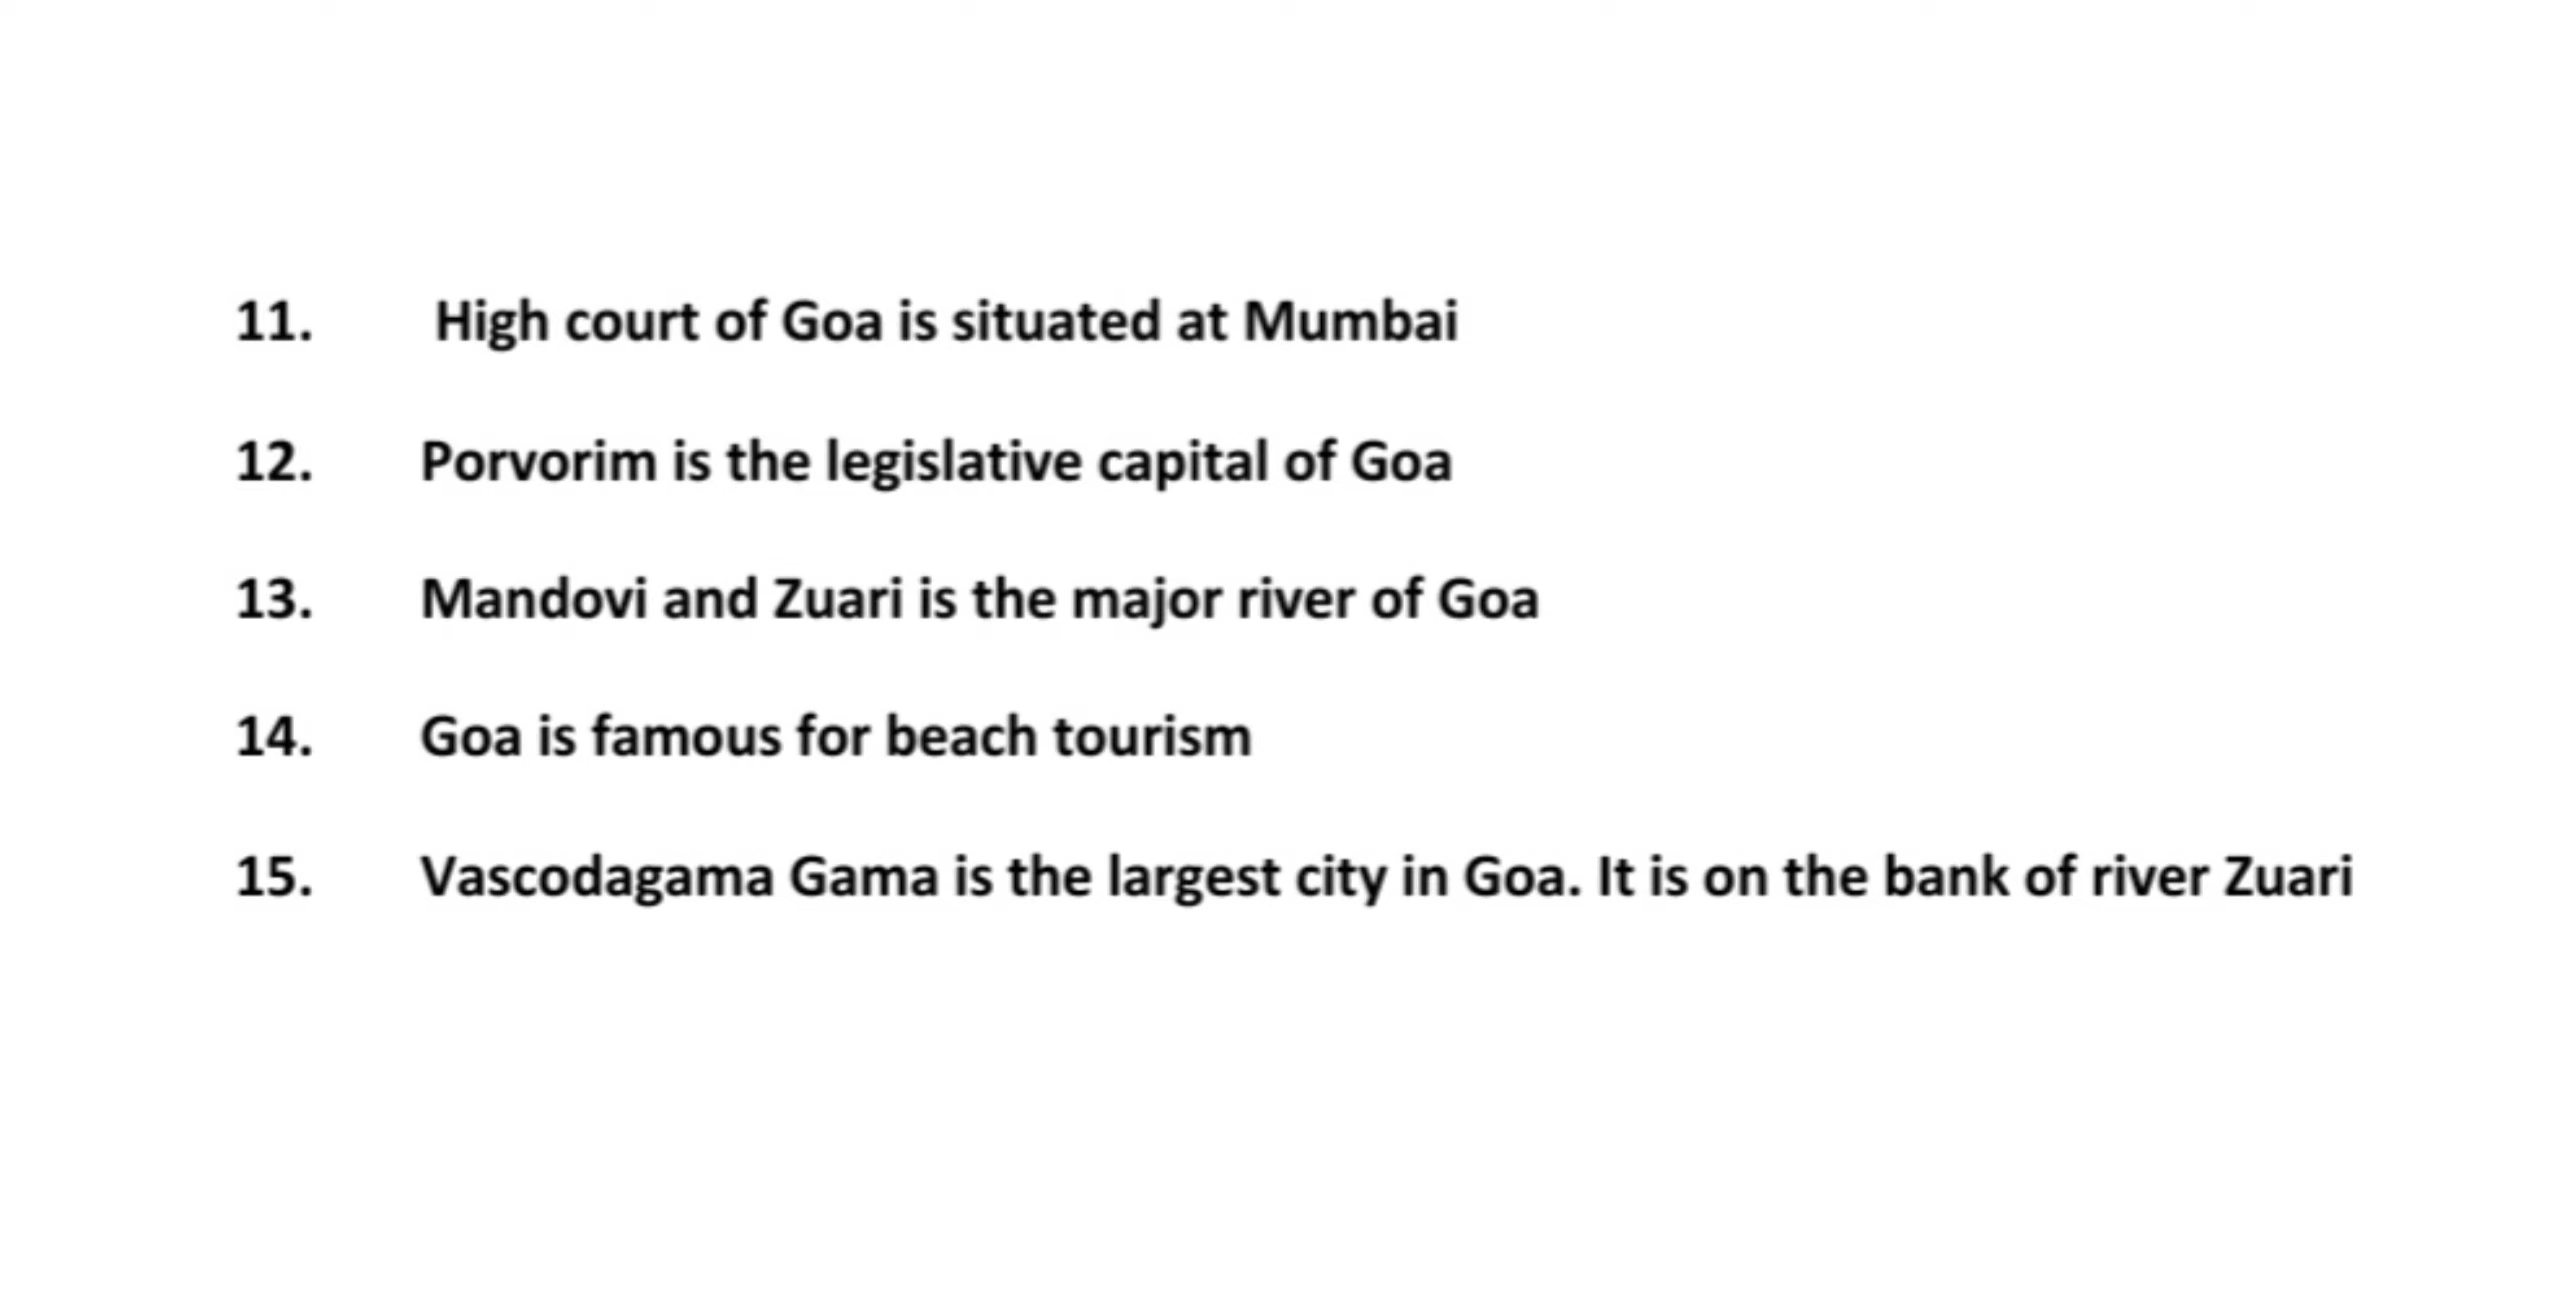 11. High court of Goa is situated at Mumbai
12. Porvorim is the legislative capital of Goa
13. Mandovi and Zuari is the major river of Goa
14. Goa is famous for beach tourism
15. Vascodagama Gama is the largest city in Goa. It is on the bank of river Zuari